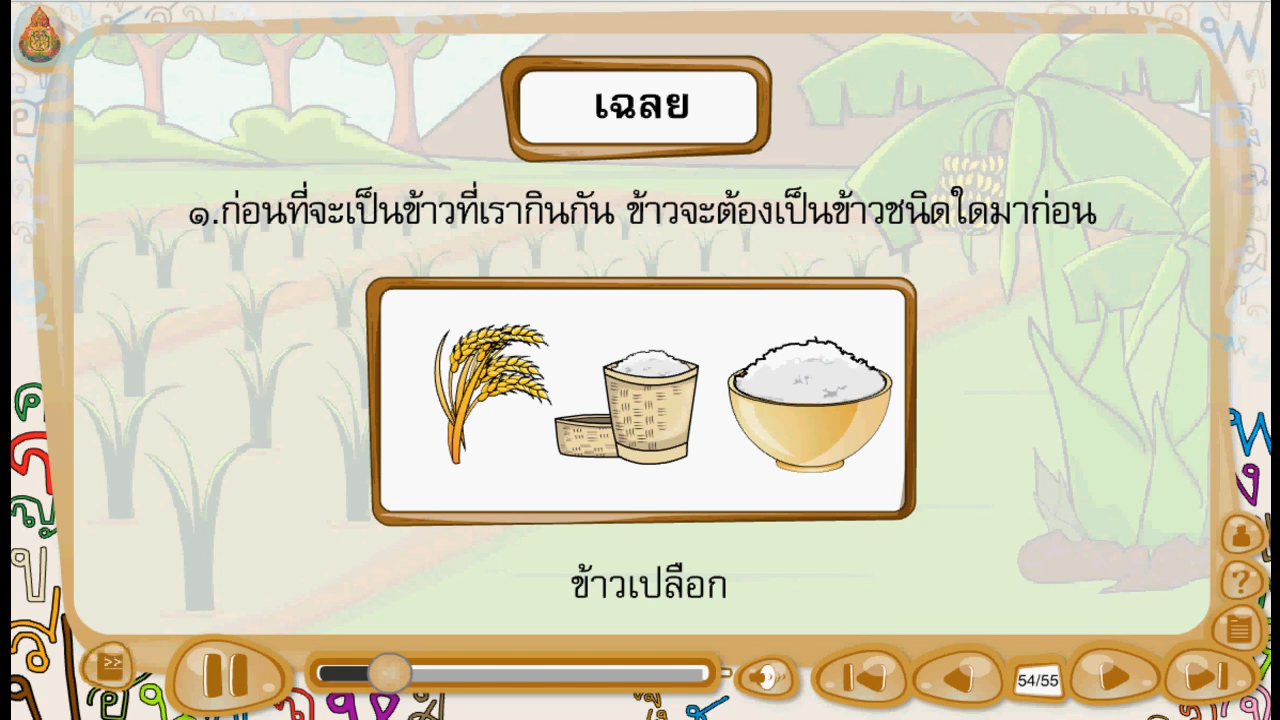 เฉลย
๑.ก่อนที่จะเป็นข้าวที่เรากินกัน ข้าวจะต้องเป็นข้าวชนิดใดมาก่อน
ข้าวเปลือก
54/55